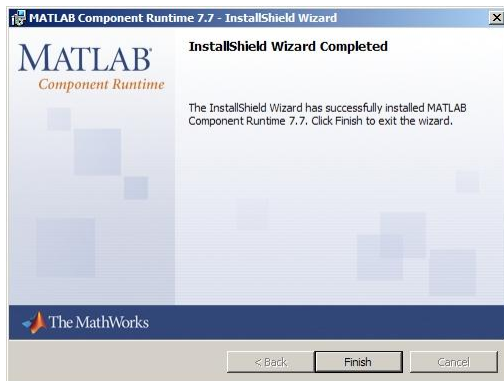 MATLAB Component Runtime 7.7 - InstallShield Wizard
MATLAB®
Component Runtime
InstallShield Wizard Completed
The InstallShield Wizard has successfully installed MATLAB
Component Runtime 7.7. Click Finish to exit the wizard.
The MathWorks
< Back
Finish
Cancel